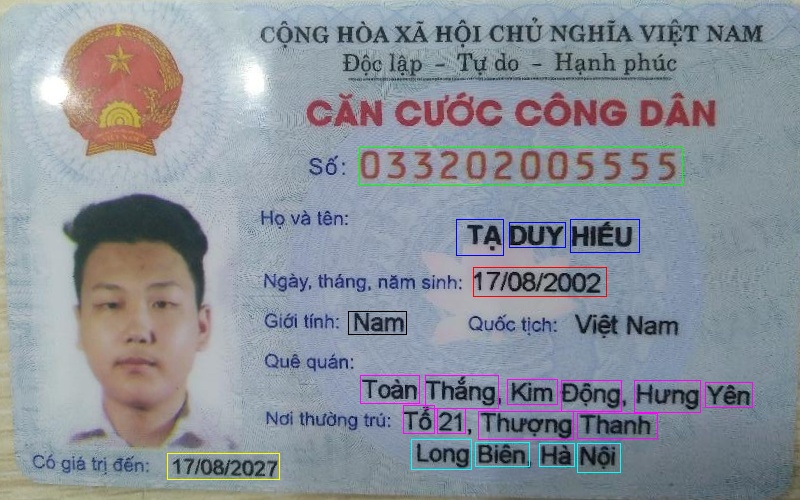 CỘNG HÒA XÃ HỘI CHỦ NGHĨA VIỆT NAM
Độc lập - Tự do - Hạnh phúc
CĂN CƯỚC CÔNG DÂN
Số: 033202005555
Họ và tên:
TẠ DUY HIẾU
Ngày, tháng, năm sinh: 17/08/2002
Giới tính: Nam Quốc tịch: Việt Nam
Quê quán:
Toàn Thắng, Kim Động, Hưng Yên
Nơi thường trú: Tổ 21, Thượng Thanh
Long Biên, Hà Nội
Có giá trị đến: 17/08/2027